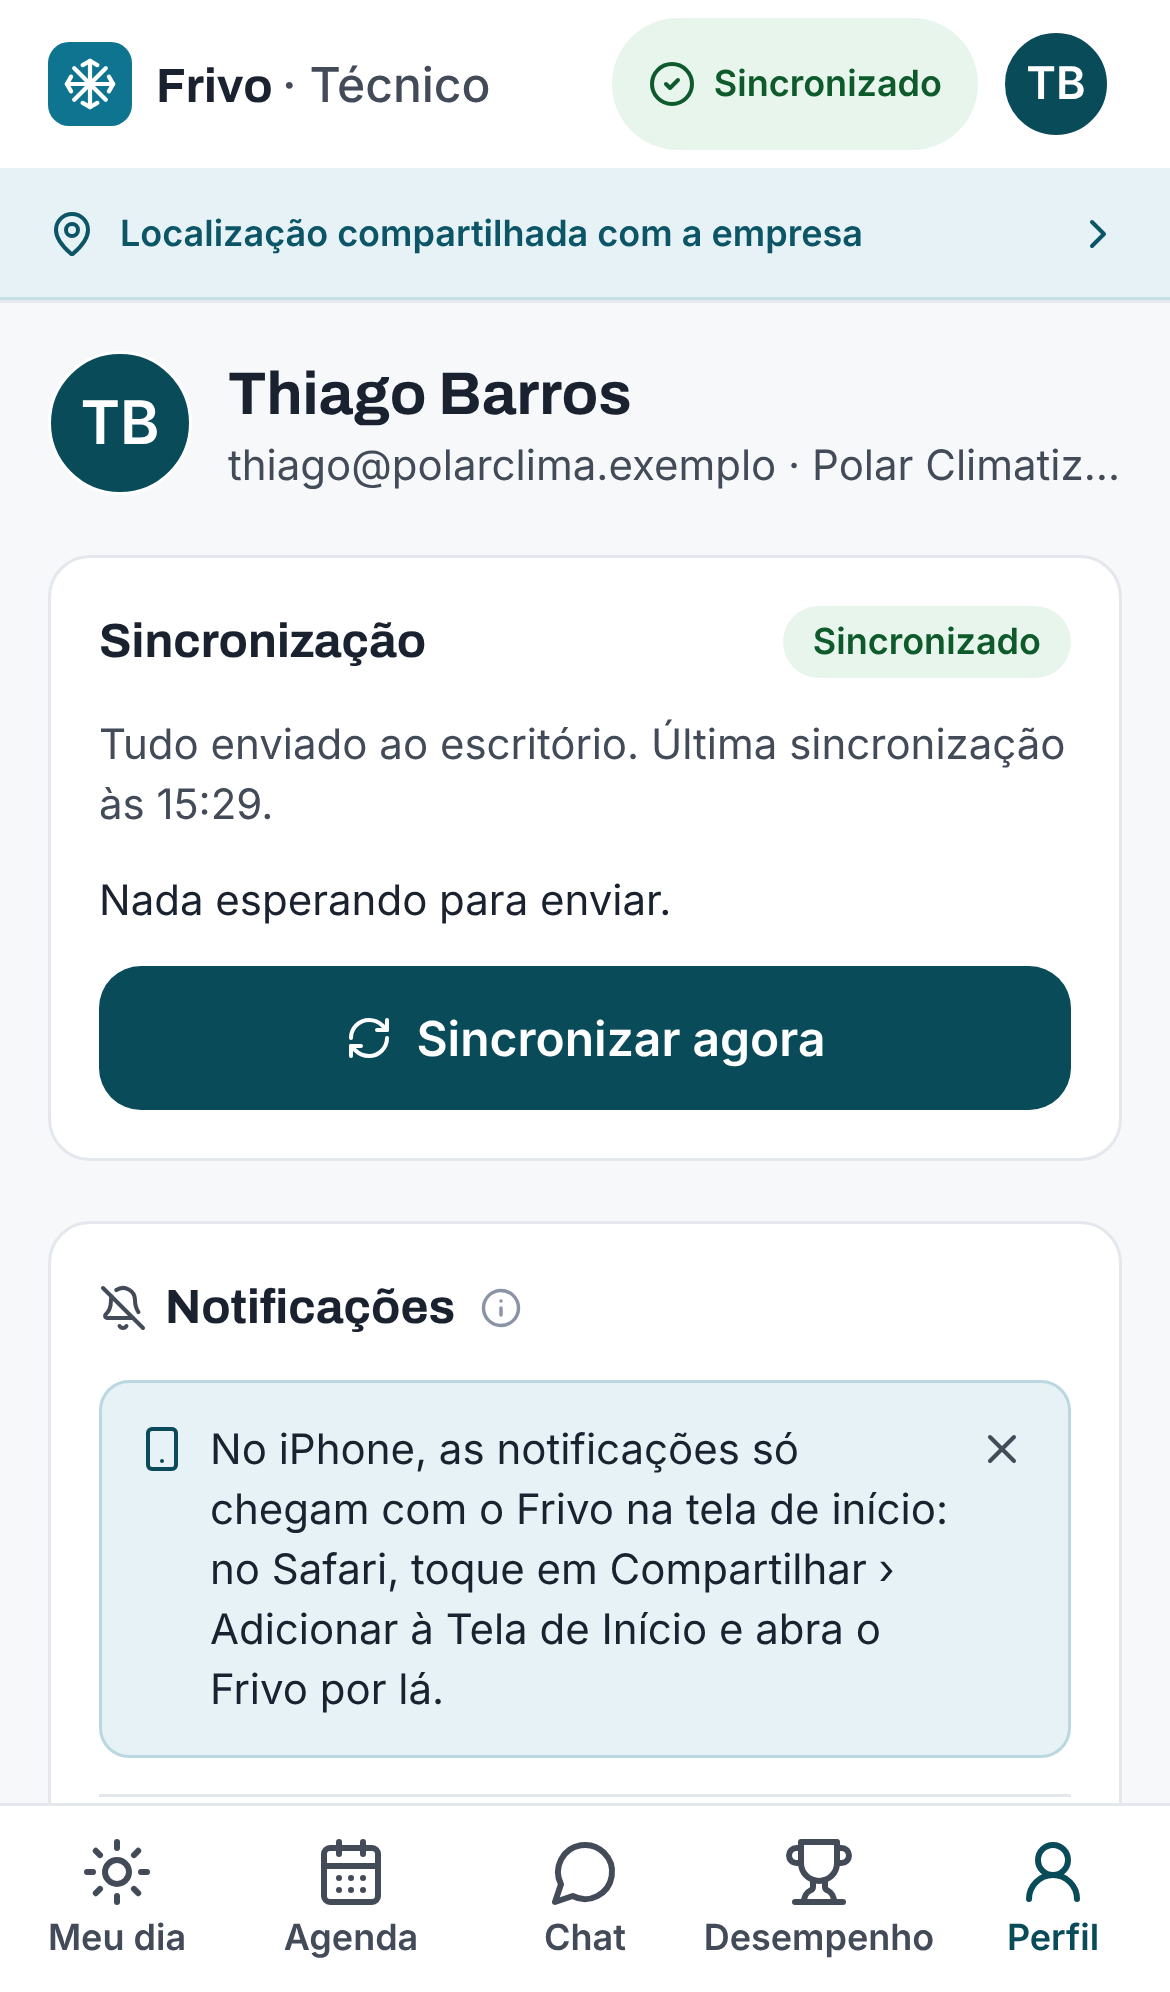 Frivo · Técnico
Sincronizado
TB
Localização compartilhada com a empresa
TB
Thiago Barros
thiago@polarclima.exemplo · Polar Climatiz...
Sincronização
Sincronizado
Tudo enviado ao escritório. Última sincronização
às 15:29.
Nada esperando para enviar.
Sincronizar agora
Notificações
No iPhone, as notificações só
chegam com o Frivo na tela de início:
no Safari, toque em Compartilhar ›
Adicionar à Tela de Início e abra o
Frivo por lá.
Meu dia
Agenda
Chat
Desempenho
Perfil